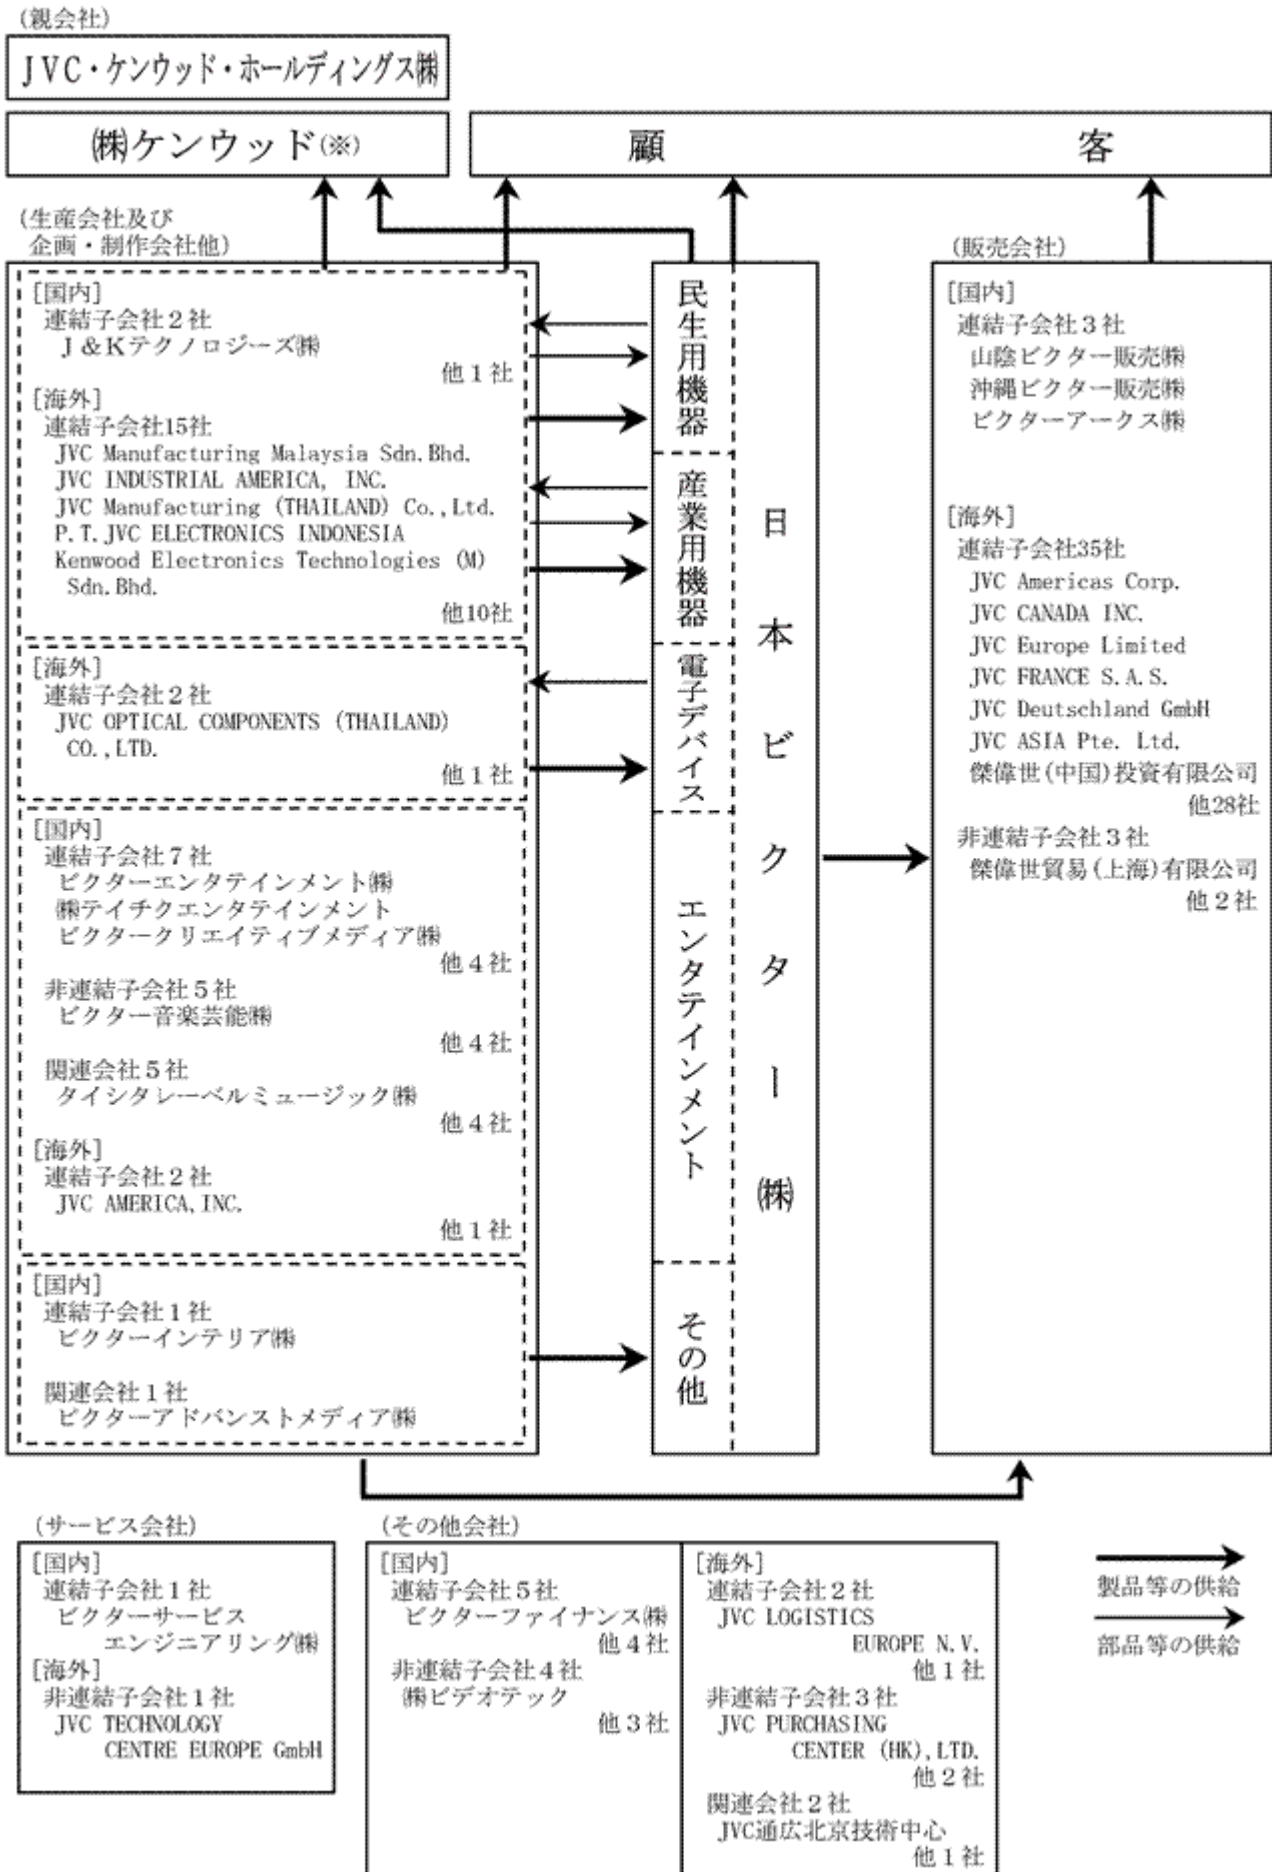 (親会社)
JVC・ケンウッド・ホールディングス㈱
㈱ケンウッド(※)
顧客
(生産会社及び
企画・制作会社他)
[国内]
連結子会社2社
J&Kテクノロジーズ㈱
他1社
[海外]
連結子会社15社
JVC Manufacturing Malaysia Sdn.Bhd.
JVC INDUSTRIAL AMERICA, INC.
JVC Manufacturing (THAILAND) Co.,Ltd.
P.T.JVC ELECTRONICS INDONESIA
Kenwood Electronics Technologies (M)
Sdn.Bhd.
他10社
[海外]
連結子会社2社
JVC OPTICAL COMPONENTS (THAILAND)
CO.,LTD.
他1社
[国内]
連結子会社7社
ビクターエンタテインメント㈱
㈱テイチクエンタテインメント
ビクタークリエイティブメディア㈱
他4社
非連結子会社5社
ビクター音楽芸能㈱
他4社
関連会社5社
タイシタレーベルミュージック㈱
他4社
[海外]
連結子会社2社
JVC AMERICA,INC.
他1社
[国内]
連結子会社1社
ビクターインテリア㈱
関連会社1社
ビクターアドバンストメディア㈱
民生用機器
産業用機器
電子デバイス
エンタテインメント
その他
日本ビクター㈱
(販売会社)
[国内]
連結子会社3社
山陰ビクター販売㈱
沖縄ビクター販売㈱
ビクターアークス㈱
[海外]
連結子会社35社
JVC Americas Corp.
JVC CANADA INC.
JVC Europe Limited
JVC FRANCE S.A.S.
JVC Deutschland GmbH
JVC ASIA Pte. Ltd.
傑偉世(中国)投資有限公司
他28社
非連結子会社3社
傑偉世貿易(上海)有限公司
他2社
(サービス会社)
[国内]
連結子会社1社
ビクターサービス
エンジニアリング㈱
[海外]
非連結子会社1社
JVC TECHNOLOGY
CENTRE EUROPE GmbH
(その他会社)
[国内]
連結子会社5社
ビクターファイナンス㈱
他4社
非連結子会社4社
㈱ビデオテック
他3社
[海外]
連結子会社2社
JVC LOGISTICS
EUROPE N.V.
他1社
非連結子会社3社
JVC PURCHASING
CENTER (HK),LTD.
他2社
関連会社2社
JVC通広北京技術中心
他1社
製品等の供給
部品等の供給